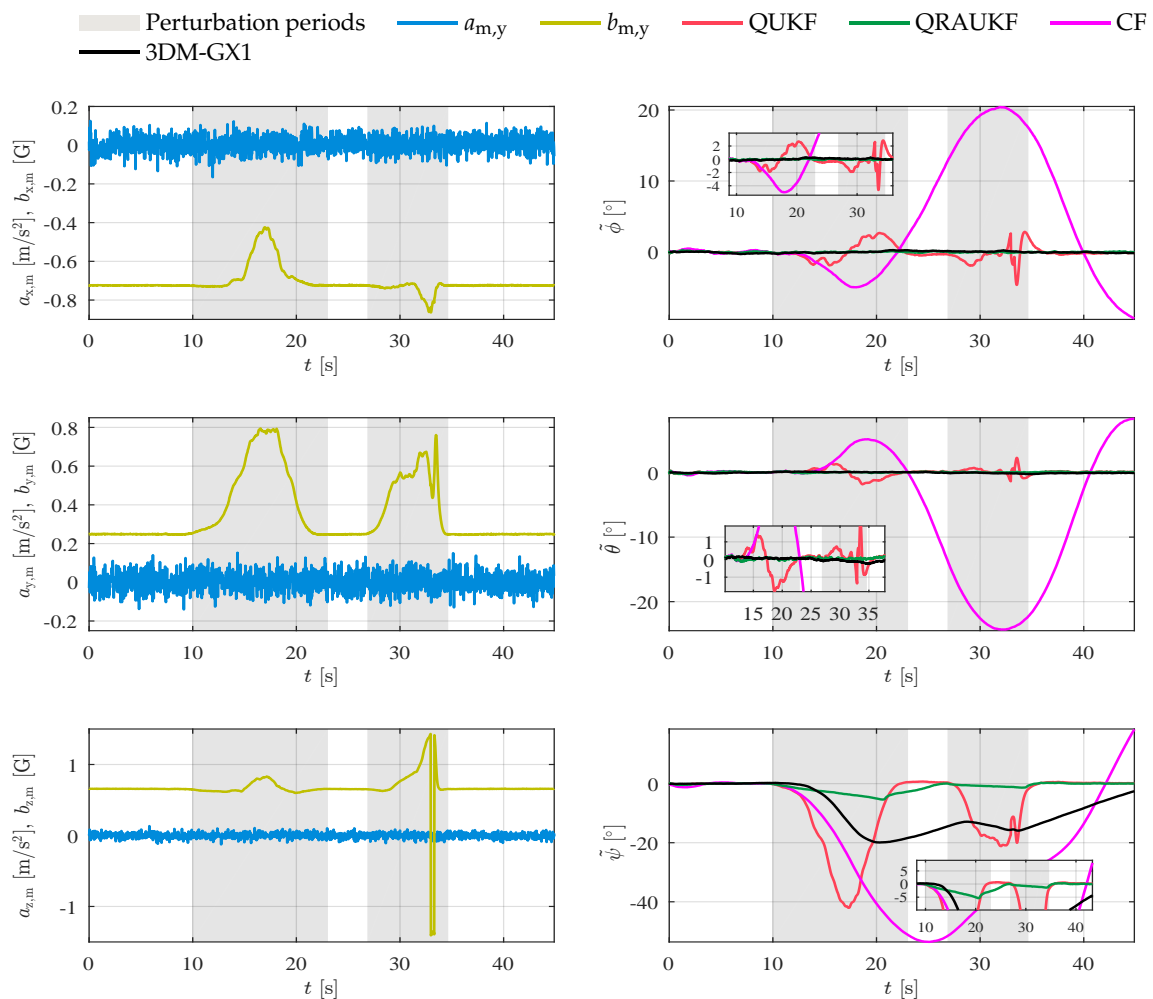 Perturbation periods a_m,y b_m,y QUKF QRAUKF CF
3DM-GX1
a_x,m [m/s²], b_x,m [G]
0.2
0
-0.2
-0.4
-0.6
-0.8
0 10 20 30 40
t [s]
ϕ̃ [°]
20
10
0
2
0
-2
-4
10 20 30
0 10 20 30 40
t [s]
a_y,m [m/s²], b_y,m [G]
0.8
0.6
0.4
0.2
0
-0.2
0 10 20 30 40
t [s]
θ̃ [°]
0
-10
-20
1
0
-1
15 20 25 30 35
0 10 20 30 40
t [s]
a_z,m [m/s²], b_z,m [G]
1
0
-1
0 10 20 30 40
t [s]
ψ̃ [°]
0
-20
-40
5
0
-5
10 20 30 40
0 10 20 30 40
t [s]